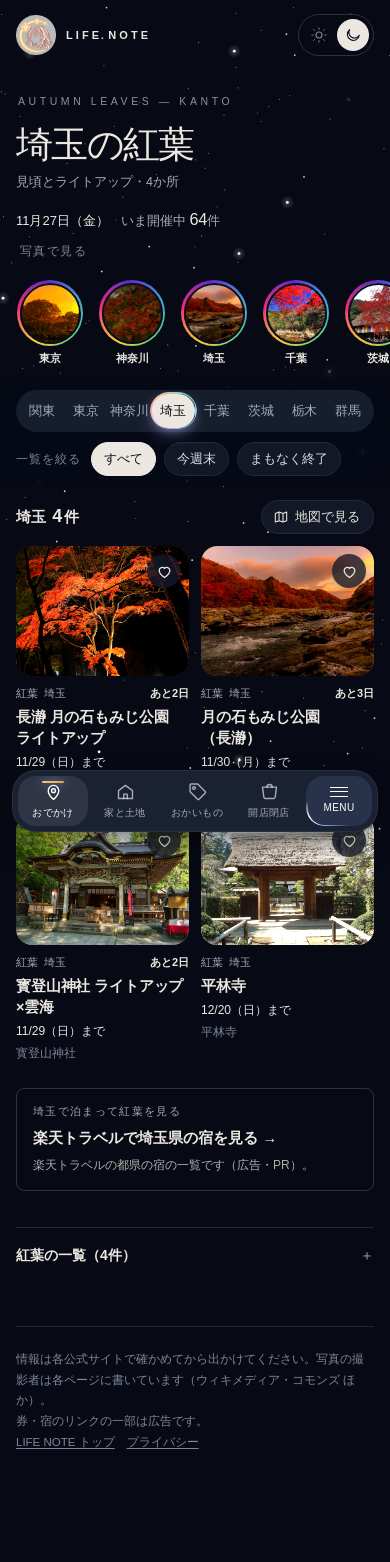 LIFE.NOTE
AUTUMN LEAVES — KANTO
埼玉の紅葉
見頃とライトアップ・4か所
11月27日（金） いま開催中 64件
写真で見る
東京 神奈川 埼玉 千葉 茨城
関東 東京 神奈川 埼玉 千葉 茨城 栃木 群馬
一覧を絞る すべて 今週末 まもなく終了
埼玉 4件 地図で見る
紅葉 埼玉 あと2日
長瀞 月の石もみじ公園
ライトアップ
11/29（日）まで
紅葉 埼玉 あと3日
月の石もみじ公園
（長瀞）
11/30（月）まで
おでかけ 家と土地 おかいもの 開店閉店 MENU
紅葉 埼玉 あと2日
寳登山神社 ライトアップ
×雲海
11/29（日）まで
寳登山神社
紅葉 埼玉
平林寺
12/20（日）まで
平林寺
埼玉で泊まって紅葉を見る
楽天トラベルで埼玉県の宿を見る →
楽天トラベルの都県の宿の一覧です（広告・PR）。
紅葉の一覧（4件） +
情報は各公式サイトで確かめてから出かけてください。写真の撮
影者は各ページに書いています（ウィキメディア・コモンズ ほ
か）。
券・宿のリンクの一部は広告です。
LIFE NOTE トップ プライバシー